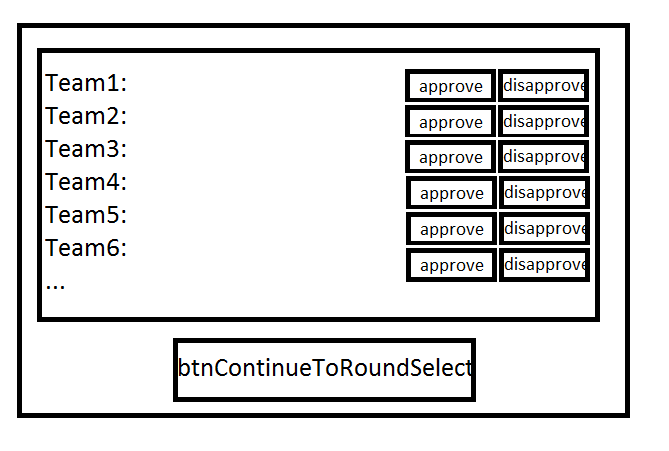 Team1: approve disapprove
Team2: approve disapprove
Team3: approve disapprove
Team4: approve disapprove
Team5: approve disapprove
Team6: approve disapprove
...
btnContinueToRoundSelect